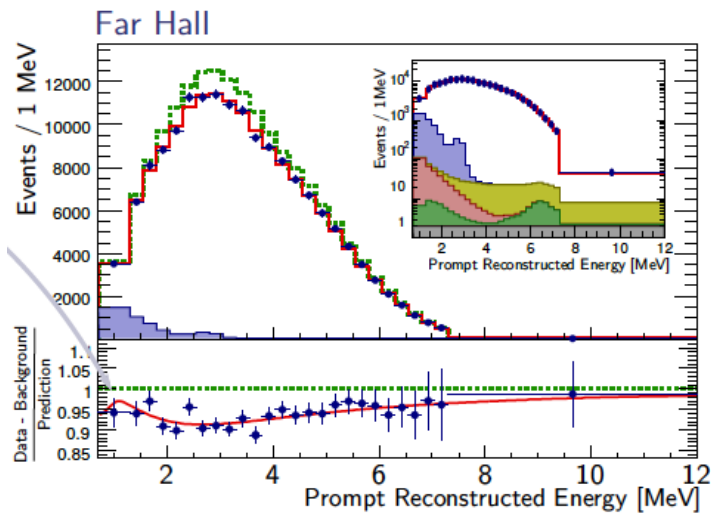 Far Hall
Events / 1 MeV
12000
10000
8000
6000
4000
2000
Events / 1MeV
10⁴
10³
10²
10
1
2 4 6 8 10 12
Prompt Reconstructed Energy [MeV]
Data - Background
Prediction
1.1
1.05
1
0.95
0.9
0.85
2 4 6 8 10 12
Prompt Reconstructed Energy [MeV]